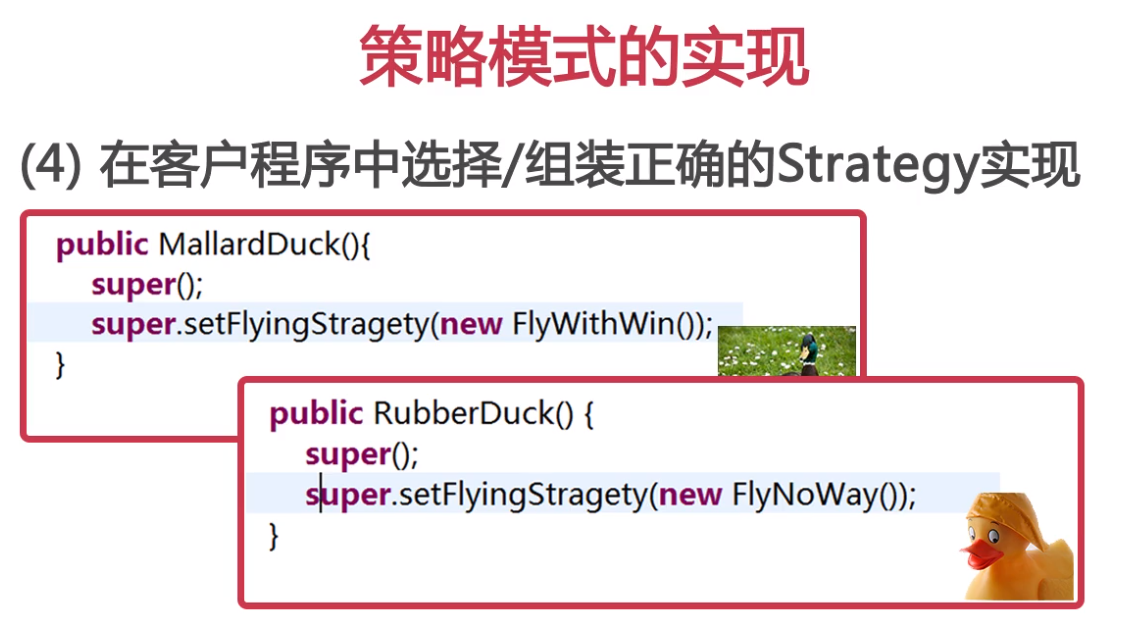 策略模式的实现
(4) 在客户程序中选择/组装正确的Strategy实现
public MallardDuck(){
super();
super.setFlyingStragety(new FlyWithWin());
}
public RubberDuck() {
super();
super.setFlyingStragety(new FlyNoWay());
}